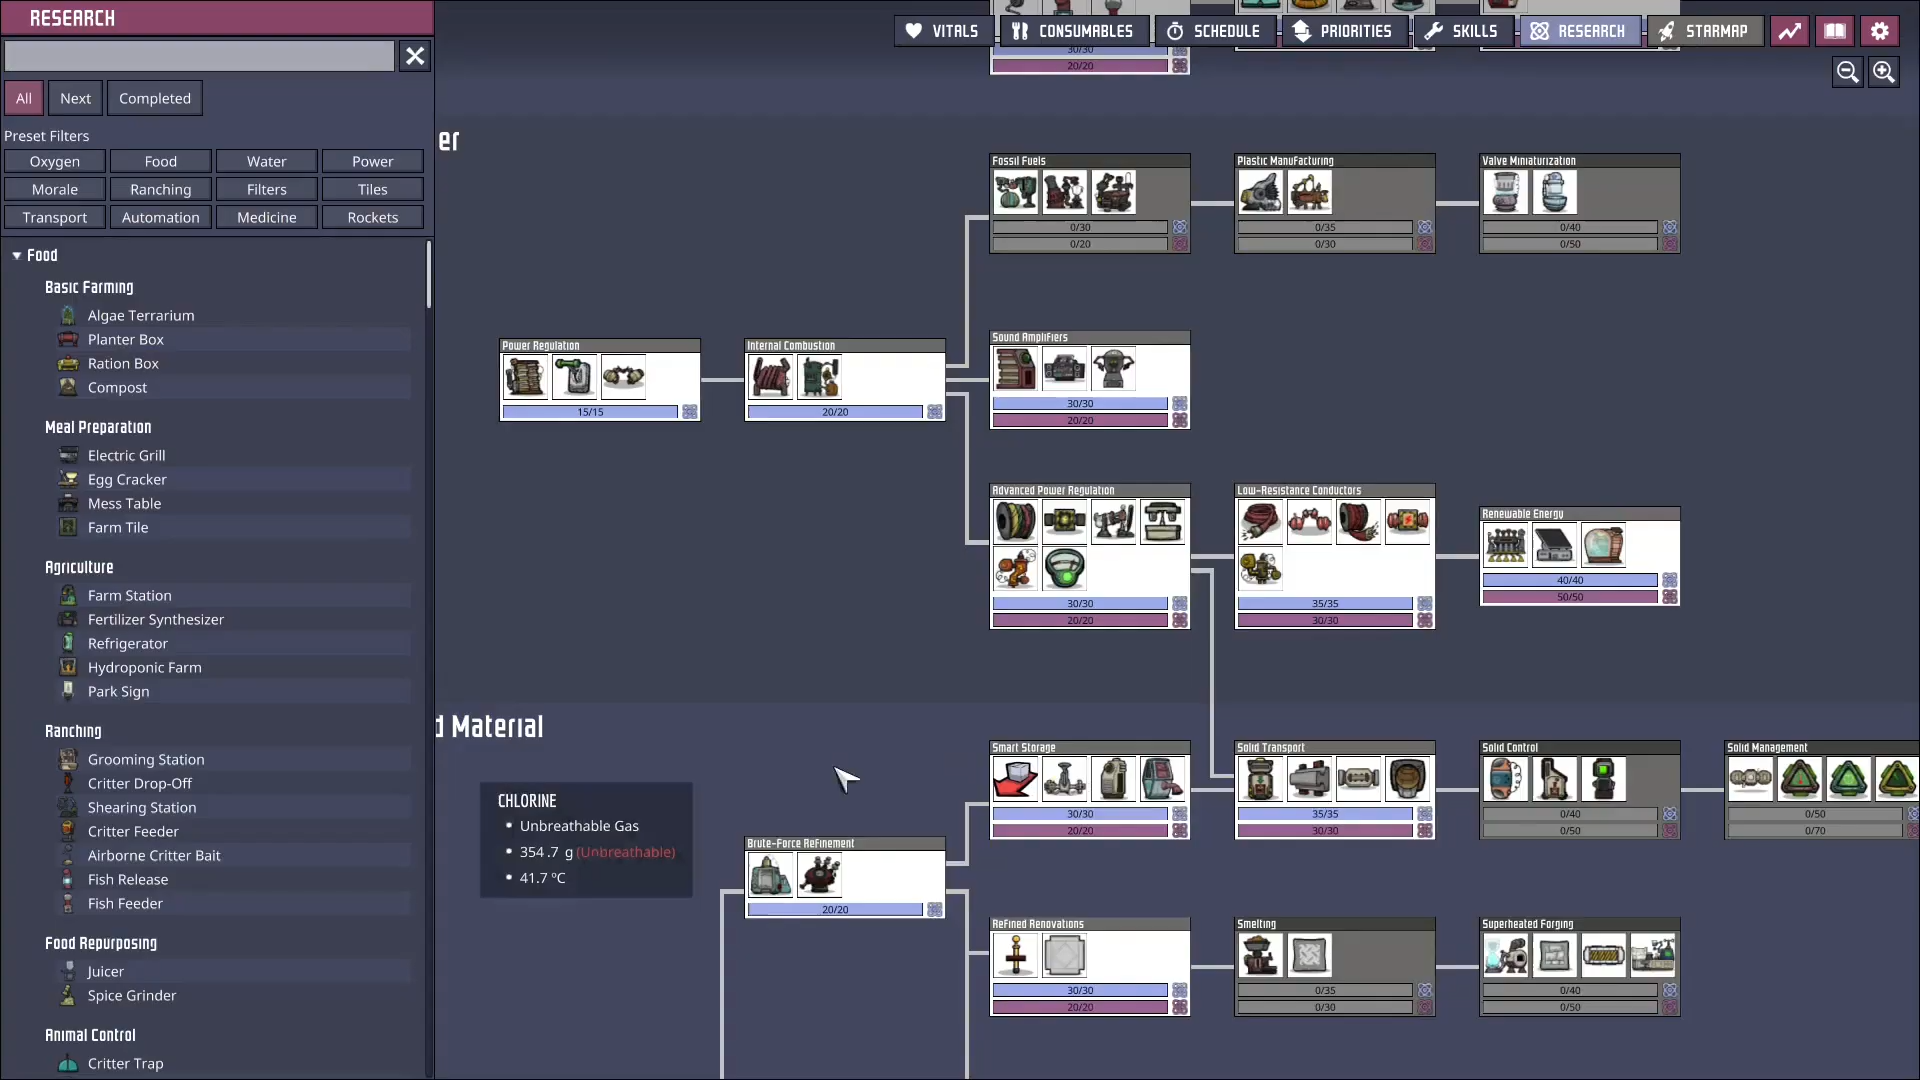 RESEARCH
VITALS
CONSUMABLES
SCHEDULE
PRIORITIES
SKILLS
RESEARCH
STARMAP
30/30
20/20
All
Next
Completed
Preset Filters
Oxygen
Food
Water
Power
Morale
Ranching
Filters
Tiles
Transport
Automation
Medicine
Rockets
Food
Basic Farming
Algae Terrarium
Planter Box
Ration Box
Compost
Meal Preparation
Electric Grill
Egg Cracker
Mess Table
Farm Tile
Agriculture
Farm Station
Fertilizer Synthesizer
Refrigerator
Hydroponic Farm
Park Sign
Ranching
Grooming Station
Critter Drop-Off
Shearing Station
Critter Feeder
Airborne Critter Bait
Fish Release
Fish Feeder
Food Repurposing
Juicer
Spice Grinder
Animal Control
Critter Trap
er
Fossil Fuels
0/30
0/20
Plastic Manufacturing
0/35
0/30
Valve Miniaturization
0/40
0/50
Power Regulation
15/15
Internal Combustion
20/20
Sound Amplifiers
30/30
20/20
Advanced Power Regulation
30/30
20/20
Low-Resistance Conductors
35/35
30/30
Renewable Energy
40/40
50/50
d Material
CHLORINE
• Unbreathable Gas
• 354.7 g (Unbreathable)
• 41.7 ºC
Brute-Force Refinement
20/20
Smart Storage
30/30
20/20
Solid Transport
35/35
30/30
Solid Control
0/40
0/50
Solid Management
0/50
0/70
Refined Renovations
30/30
20/20
Smelting
0/35
0/30
Superheated Forging
0/40
0/50